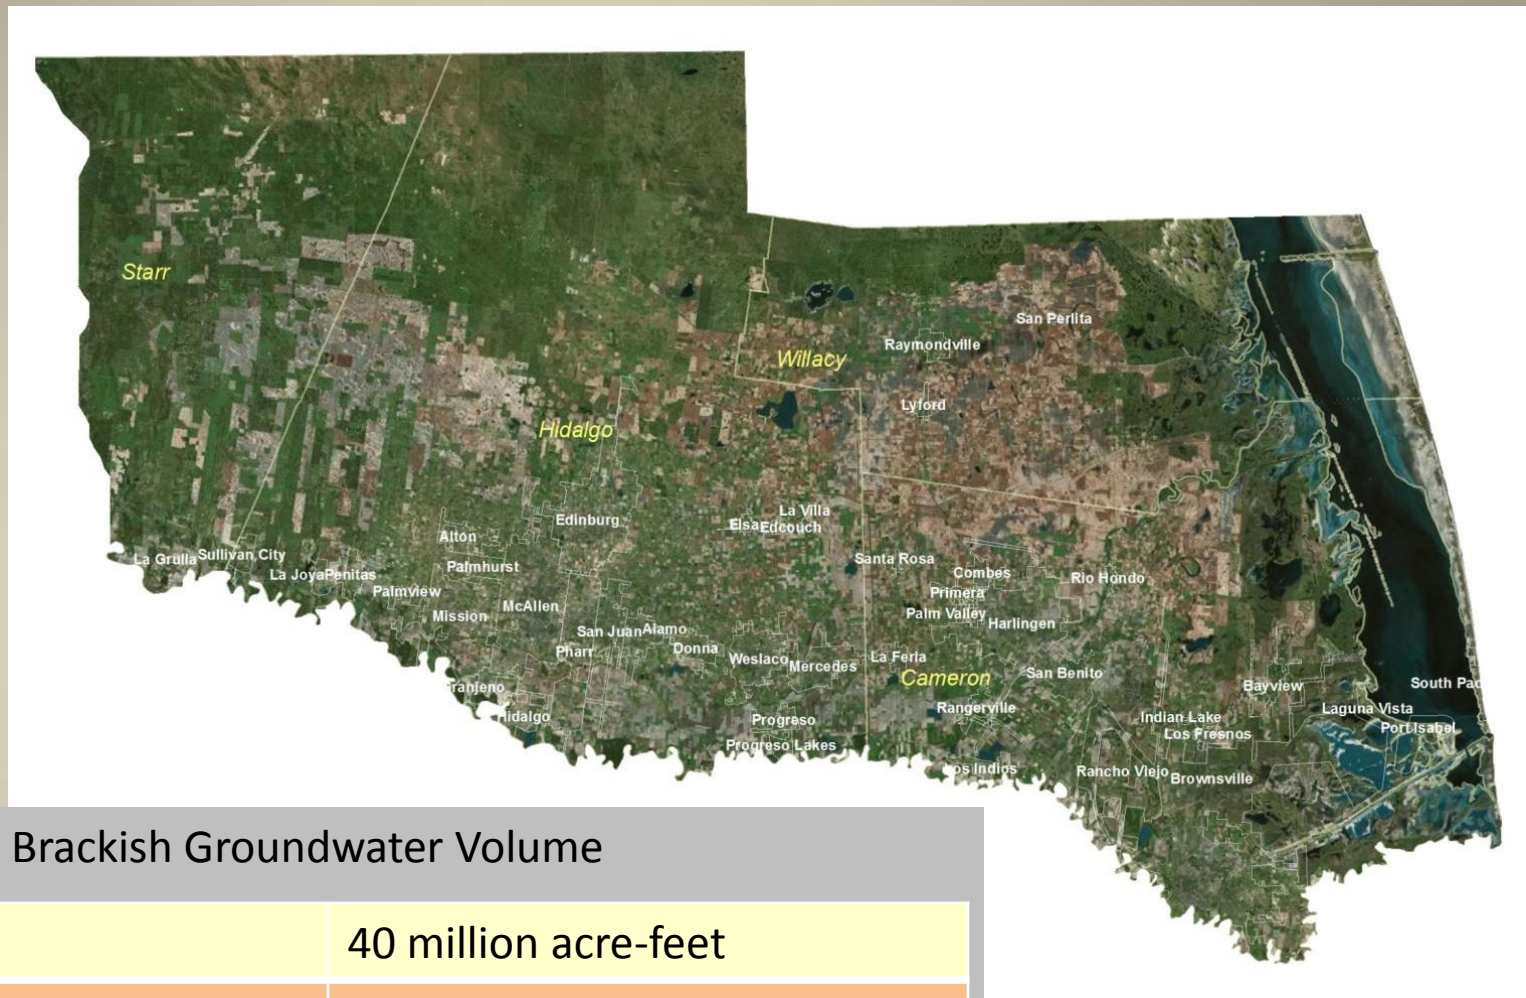 Starr
San Perlita
Raymondville
Willacy
Lyford
Hidalgo
La Villa
Edinburg
Elsa Edcouch
Alton
La Grulla Sullivan City
Santa Rosa
La Joya Penitas
Palmhurst
Combes
Rio Hondo
Palmview
Primera
McAllen
Mission
Palm Valley
Harlingen
San Juan Alamo
Pharr
Donna
Weslaco
Mercedes
La Feria
Cameron
San Benito
Bayview
South Pad
ranjeno
Hidalgo
Progreso
Rangerville
Indian Lake
Laguna Vista
Los Fresnos
Port Isabel
Progreso Lakes
Los Indios
Rancho Viejo
Brownsville
Brackish Groundwater Volume
40 million acre-feet